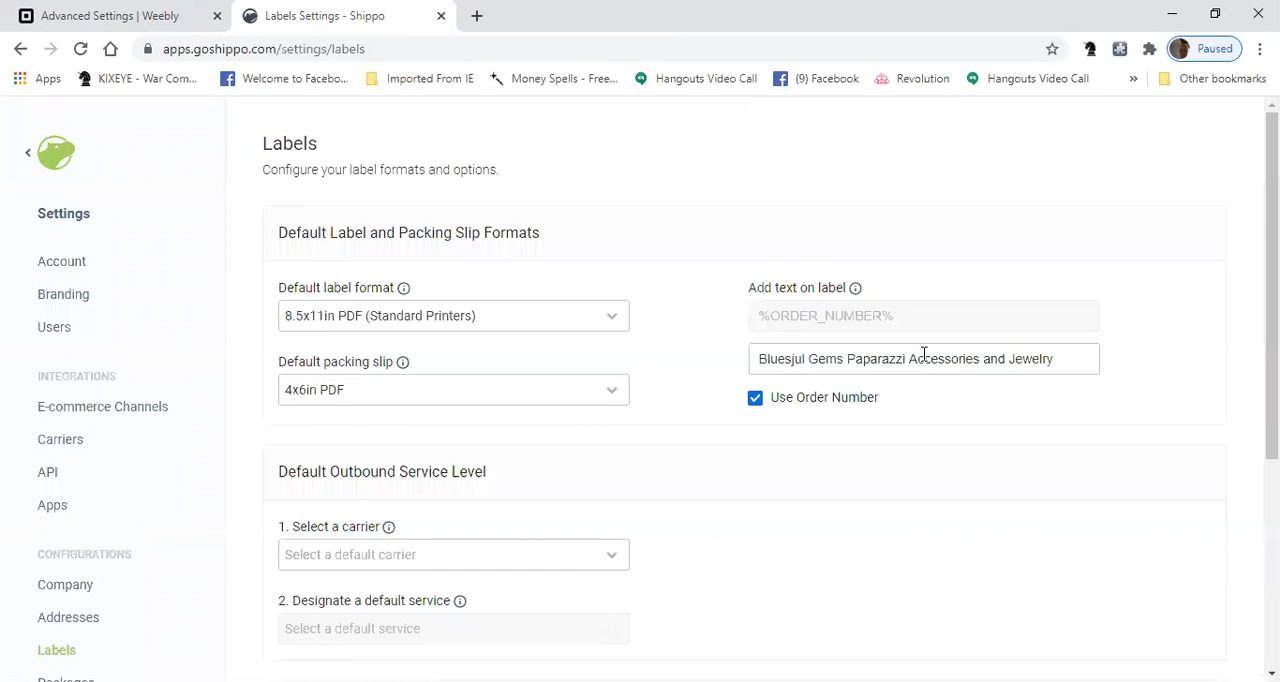 Advanced Settings | Weebly
Labels Settings - Shippo
apps.goshippo.com/settings/labels
Paused
Apps
KIXEYE - War Com...
Welcome to Facebo...
Imported From IE
Money Spells - Free...
Hangouts Video Call
(9) Facebook
Revolution
Hangouts Video Call
»
Other bookmarks
Settings
Account
Branding
Users
INTEGRATIONS
E-commerce Channels
Carriers
API
Apps
CONFIGURATIONS
Company
Addresses
Labels
Packages
Labels
Configure your label formats and options.
Default Label and Packing Slip Formats
Default label format
8.5x11in PDF (Standard Printers)
Default packing slip
4x6in PDF
Add text on label
%ORDER_NUMBER%
Bluesjul Gems Paparazzi Accessories and Jewelry
Use Order Number
Default Outbound Service Level
1. Select a carrier
Select a default carrier
2. Designate a default service
Select a default service